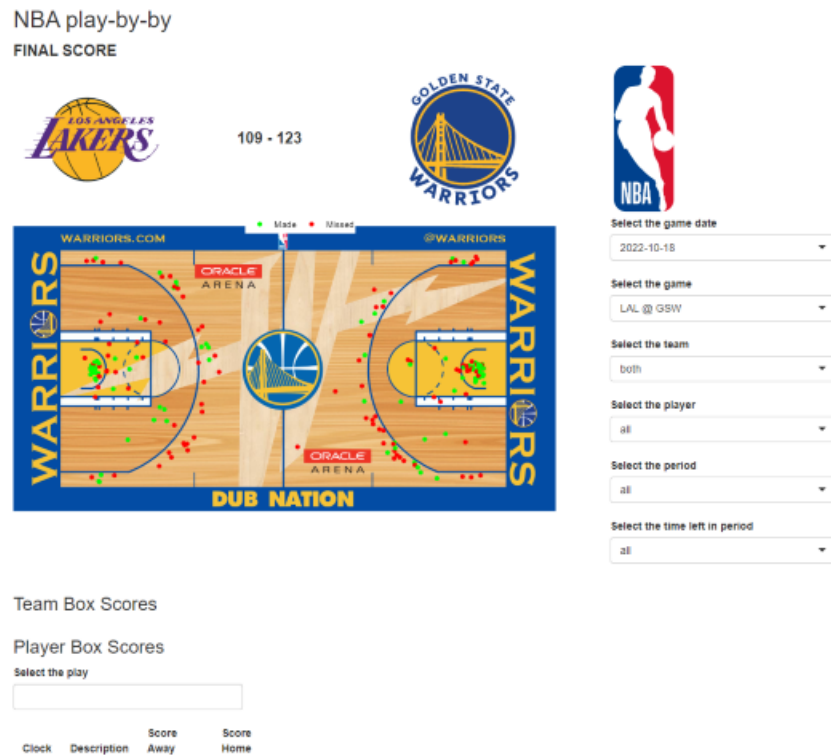 NBA play-by-by
FINAL SCORE
LOS ANGELES
LAKERS
109 - 123
GOLDEN STATE
WARRIORS
NBA
Made Missed
WARRIORS.COM
@WARRIORS
WARRIORS
ORACLE
ARENA
WARRIORS
ORACLE
ARENA
DUB NATION
Select the game date
2022-10-18
Select the game
LAL @ GSW
Select the team
both
Select the player
all
Select the period
all
Select the time left in period
all
Team Box Scores
Player Box Scores
Select the play
Clock Description Score Away Score Home